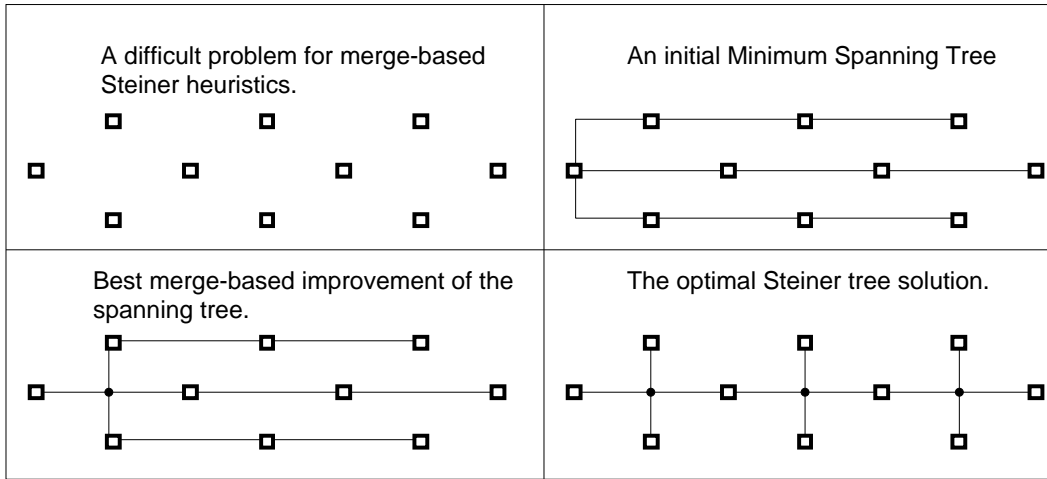 A difficult problem for merge-based
Steiner heuristics.
An initial Minimum Spanning Tree
Best merge-based improvement of the
spanning tree.
The optimal Steiner tree solution.